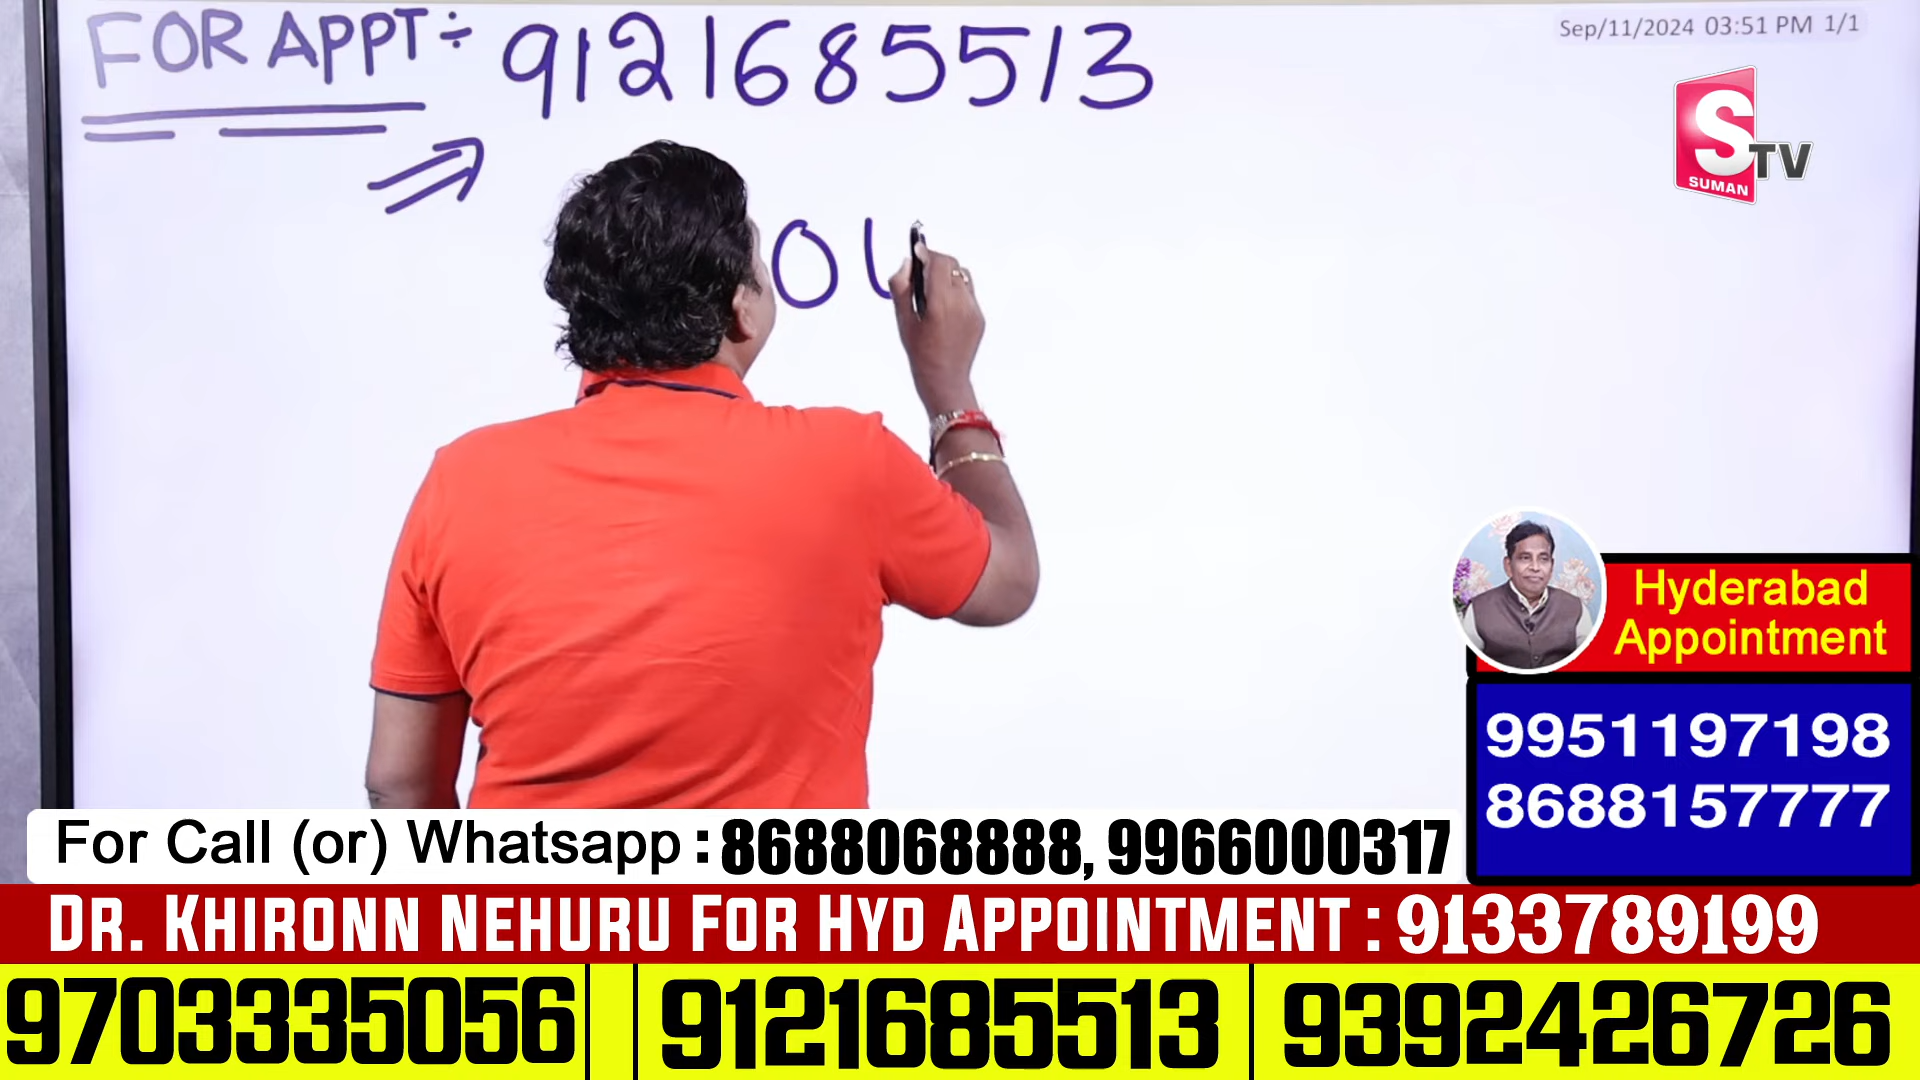 FOR APPT ÷ 9121685513
Sep/11/2024 03:51 PM 1/1
S TV
SUMAN
0
Hyderabad
Appointment
9951197198
8688157777
For Call (or) Whatsapp : 8688068888, 9966000317
DR. KHIRONN NEHURU FOR HYD APPOINTMENT : 9133789199
9703335056 9121685513 9392426726